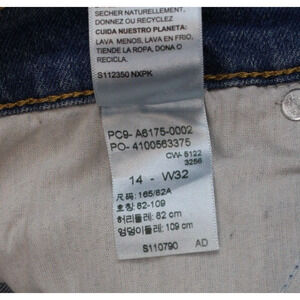 SECHER NATURELLEMENT,
DONNEZ OU RECYCLEZ
CUIDA NUESTRO PLANETA:
LAVA MENOS, LAVA EN FRIO,
TIENDE LA ROPA, DONA O
RECICLA.
S112350 NXPK
PC9- A6175-0002
PO- 4100563375
CW- 5122
3256
14 - W32
尺码: 165/82A
호칭: 82-109
허리둘레: 82 cm
엉덩이둘레: 109 cm
S110790 AD